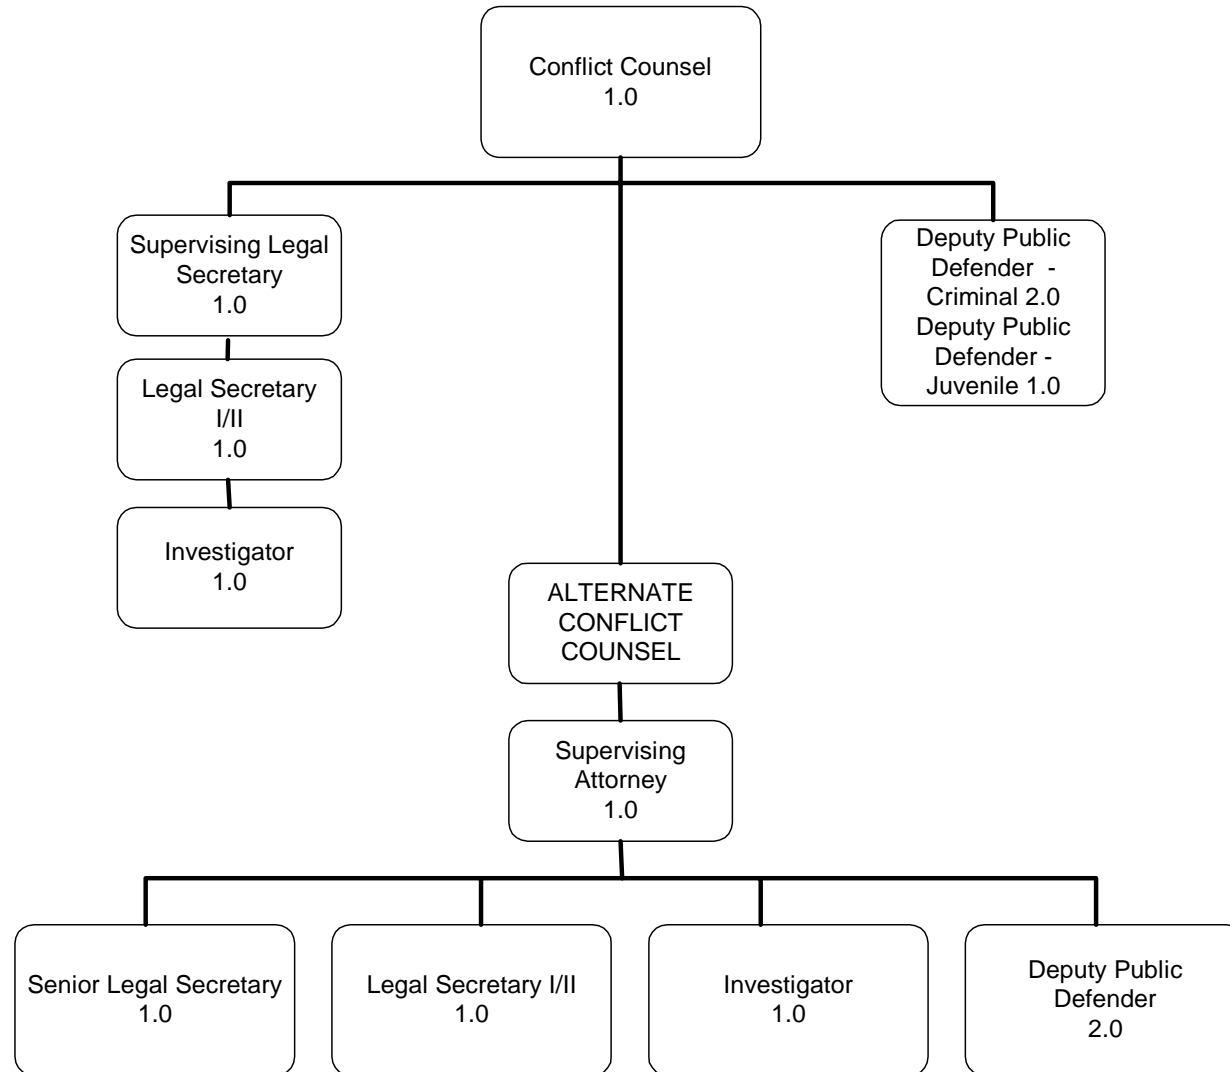 Conflict Counsel
1.0
Supervising Legal
Secretary
1.0
Deputy Public
Defender -
Criminal 2.0
Deputy Public
Defender -
Juvenile 1.0
Legal Secretary
I/II
1.0
Investigator
1.0
ALTERNATE
CONFLICT
COUNSEL
Supervising
Attorney
1.0
Senior Legal Secretary
1.0
Legal Secretary I/II
1.0
Investigator
1.0
Deputy Public
Defender
2.0